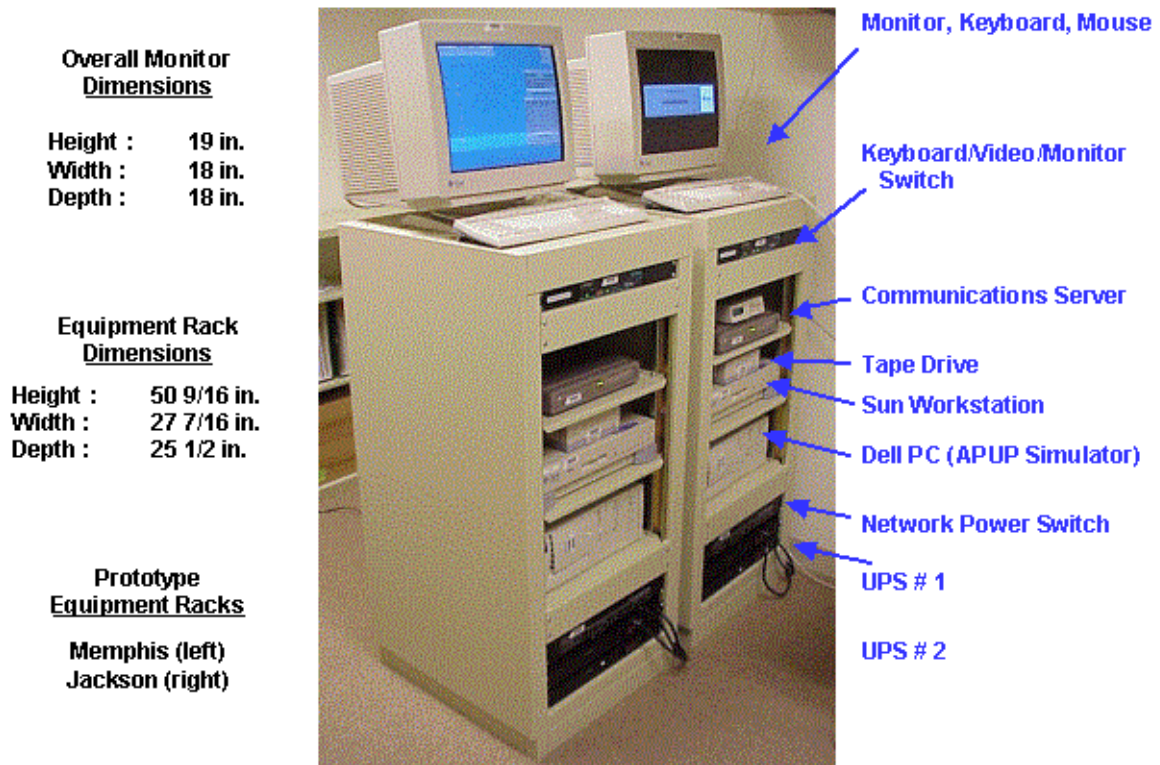 Overall Monitor
Dimensions
Height : 19 in.
Width : 18 in.
Depth : 18 in.
Equipment Rack
Dimensions
Height : 50 9/16 in.
Width : 27 7/16 in.
Depth : 25 1/2 in.
Prototype
Equipment Racks
Memphis (left)
Jackson (right)
Monitor, Keyboard, Mouse
Keyboard/Video/Monitor
Switch
Communications Server
Tape Drive
Sun Workstation
Dell PC (APUP Simulator)
Network Power Switch
UPS # 1
UPS # 2